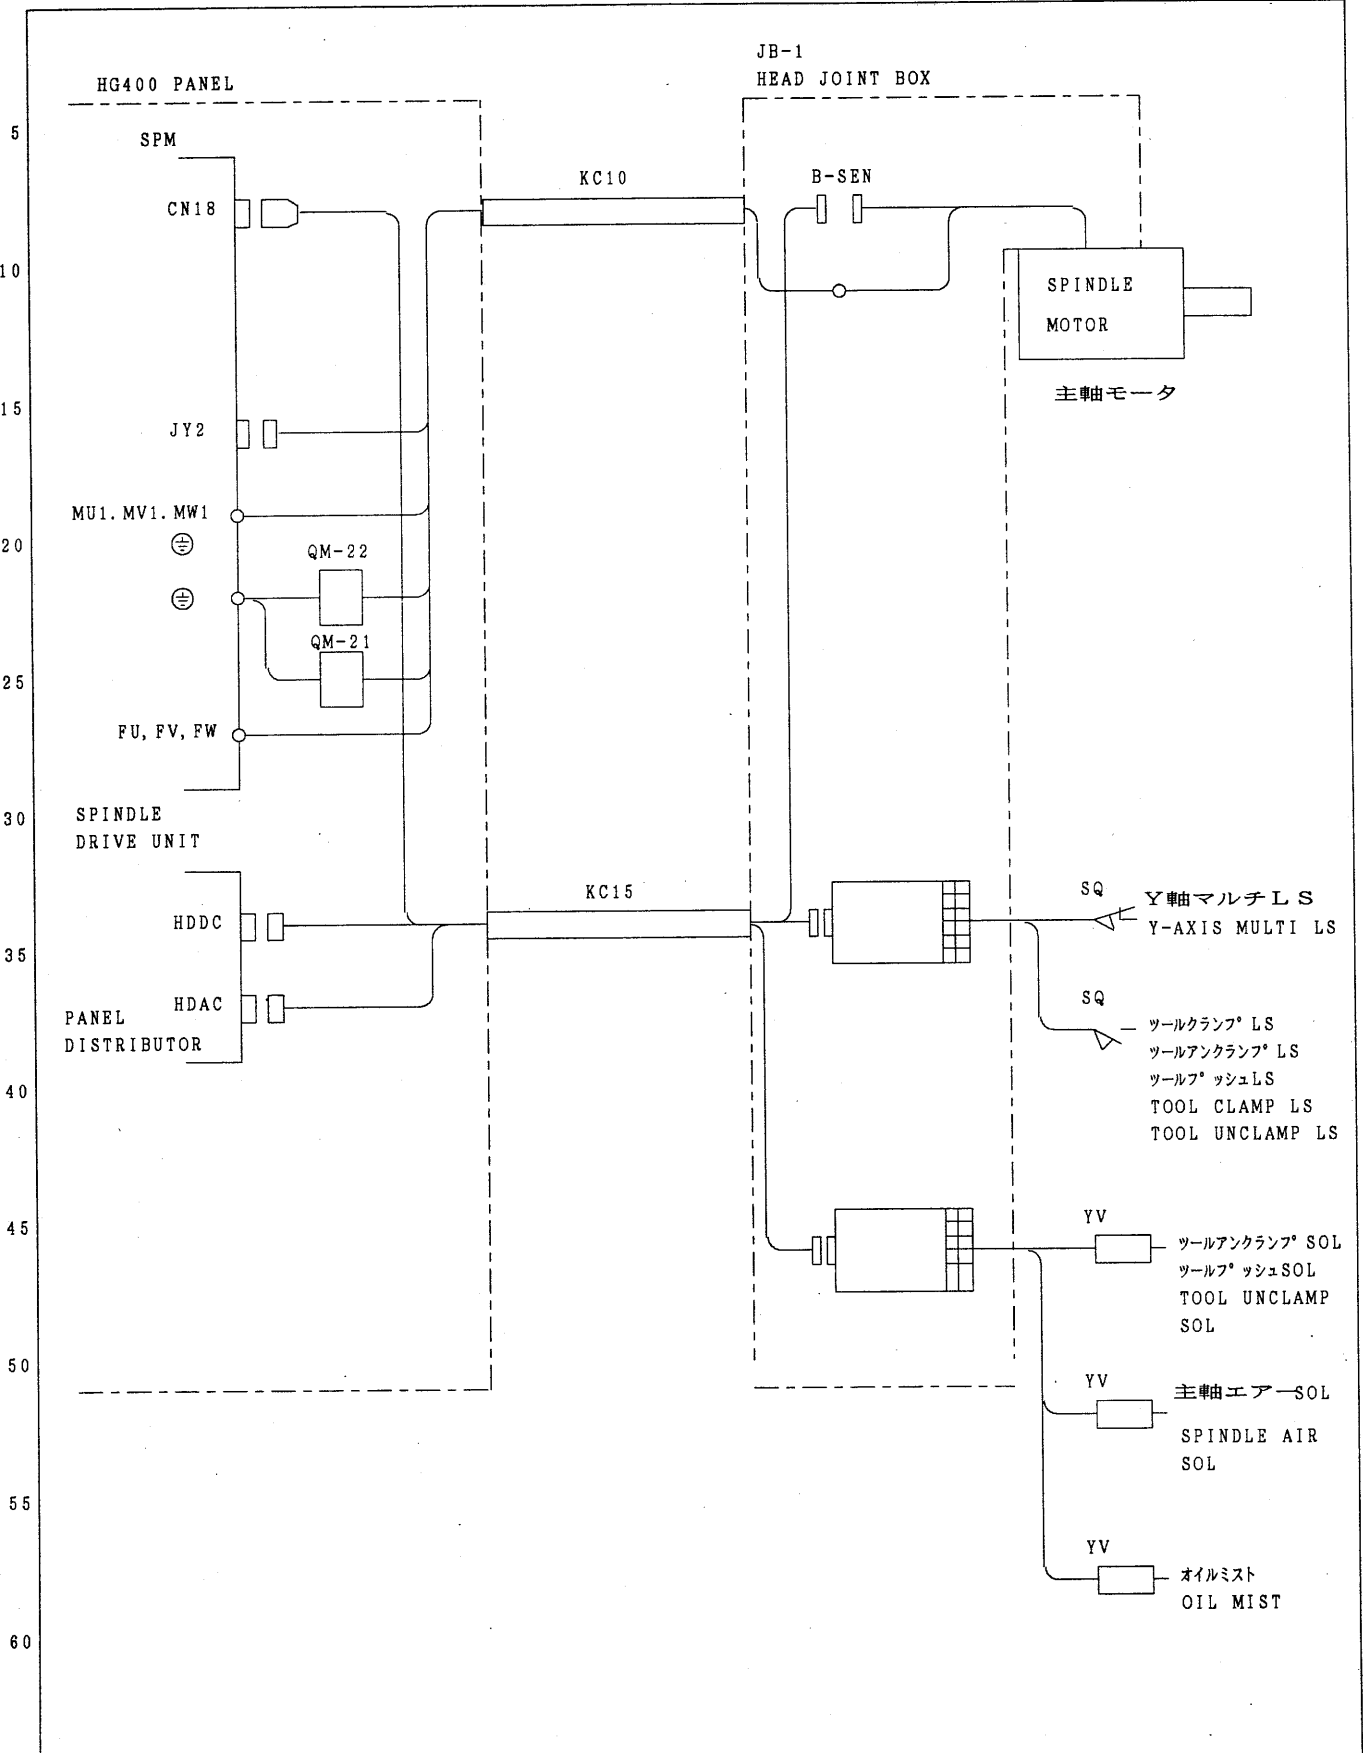 JB-1
HEAD JOINT BOX
HG400 PANEL
5
SPM
KC10
B-SEN
CN18
10
SPINDLE
MOTOR
主軸モータ
15
JY2
MU1. MV1. MW1
20
QM-22
QM-21
25
FU, FV, FW
30
SPINDLE
DRIVE UNIT
KC15
SQ
Y軸マルチLS
Y-AXIS MULTI LS
HDDC
35
SQ
HDAC
PANEL
DISTRIBUTOR
ツールクランプ LS
ツールアンクランプ LS
ツールプッシュLS
TOOL CLAMP LS
TOOL UNCLAMP LS
40
45
YV
ツールアンクランプ SOL
ツールプッシュSOL
TOOL UNCLAMP
SOL
50
YV
主軸エアーSOL
SPINDLE AIR
SOL
55
YV
オイルミスト
OIL MIST
60